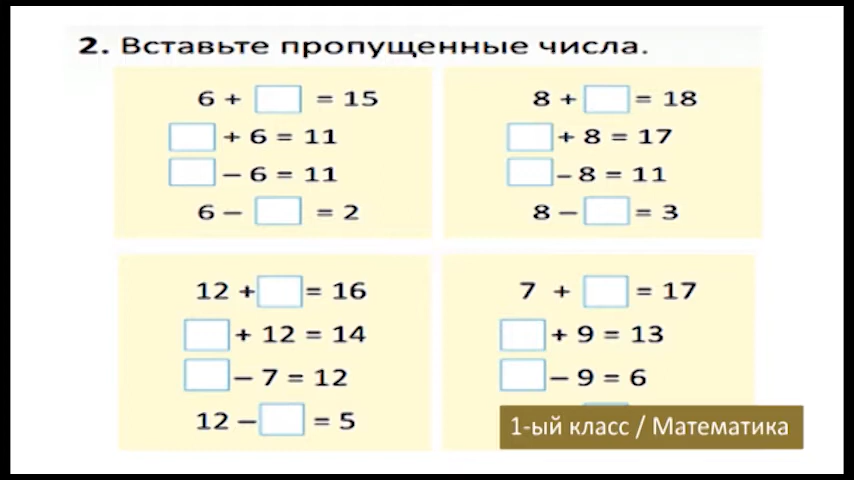 2. Вставьте пропущенные числа.
6 + □ = 15
□ + 6 = 11
□ – 6 = 11
6 – □ = 2
8 + □ = 18
□ + 8 = 17
□ – 8 = 11
8 – □ = 3
12 + □ = 16
□ + 12 = 14
□ – 7 = 12
12 – □ = 5
7 + □ = 17
□ + 9 = 13
□ – 9 = 6
1-ый класс / Математика